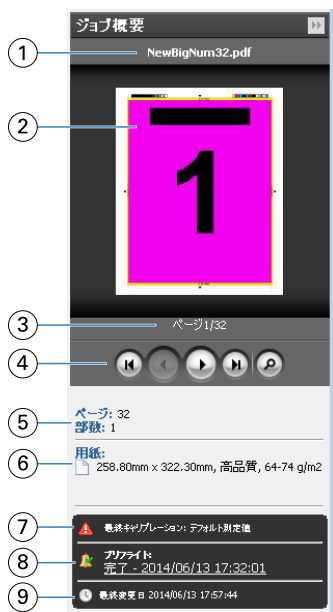 ジョブ概要
1
NewBigNum32.pdf
2
1
3
ページ1/32
4
5
ページ: 32
部数: 1
6
用紙:
258.80mm x 322.30mm, 高品質, 64-74 g/m2
7
最終キャリブレーション: デフォルト測定値
8
プリフライト:
完了 - 2014/06/13 17:32:01
9
最終変更日 2014/06/13 17:57:44